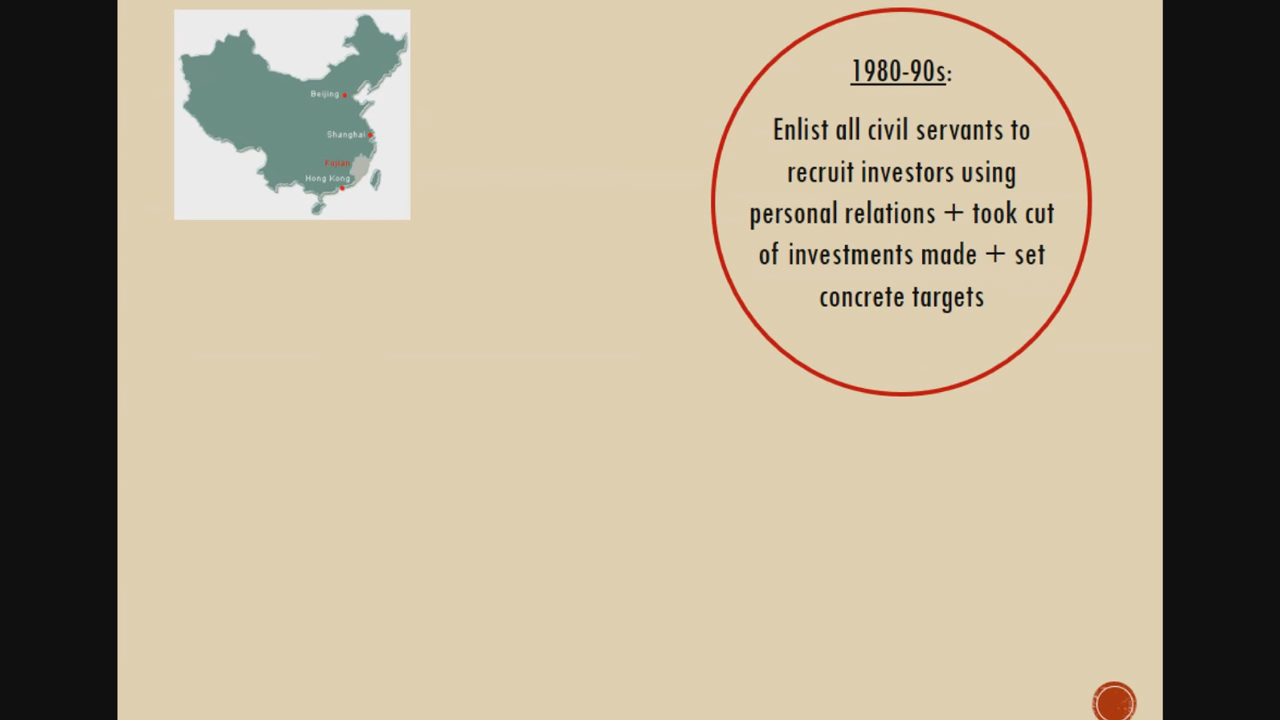 Beijing
Shanghai
Fujian
Hong Kong
1980-90s:
Enlist all civil servants to
recruit investors using
personal relations + took cut
of investments made + set
concrete targets